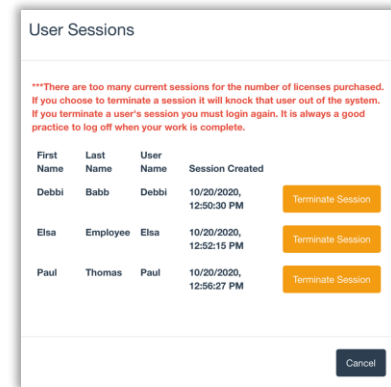 User Sessions
***There are too many current sessions for the number of licenses purchased.
If you choose to terminate a session it will knock that user out of the system.
If you terminate a user's session you must login again. It is always a good
practice to log off when your work is complete.
First Name Last Name User Name Session Created
Debbi Babb Debbi 10/20/2020, 12:50:30 PM Terminate Session
Elsa Employee Elsa 10/20/2020, 12:52:15 PM Terminate Session
Paul Thomas Paul 10/20/2020, 12:56:27 PM Terminate Session
Cancel